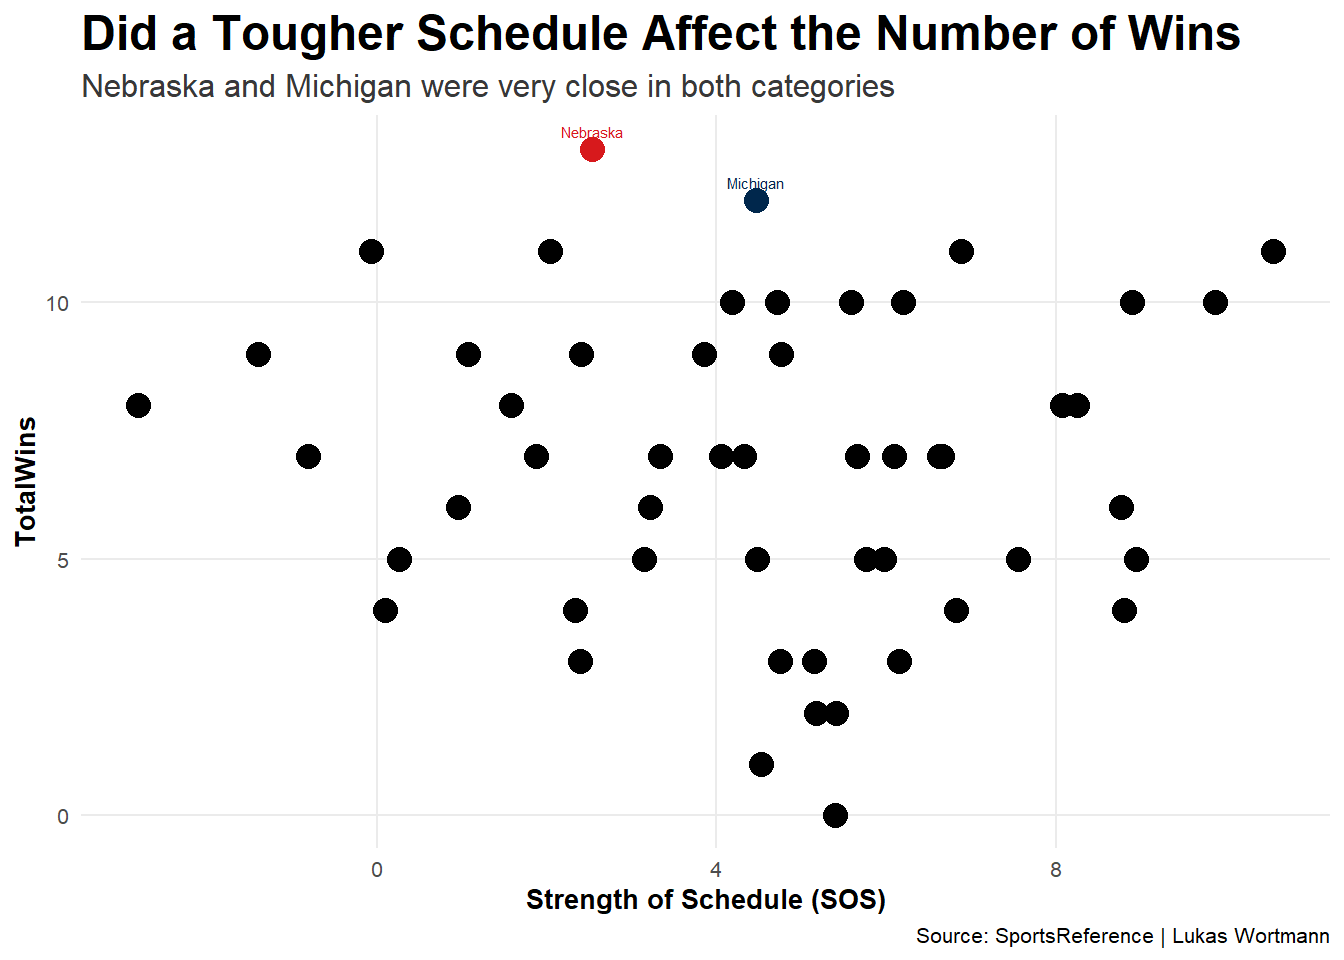 Did a Tougher Schedule Affect the Number of Wins
Nebraska and Michigan were very close in both categories
Nebraska
Michigan
10
5
0
TotalWins
0 4 8
Strength of Schedule (SOS)
Source: SportsReference | Lukas Wortmann